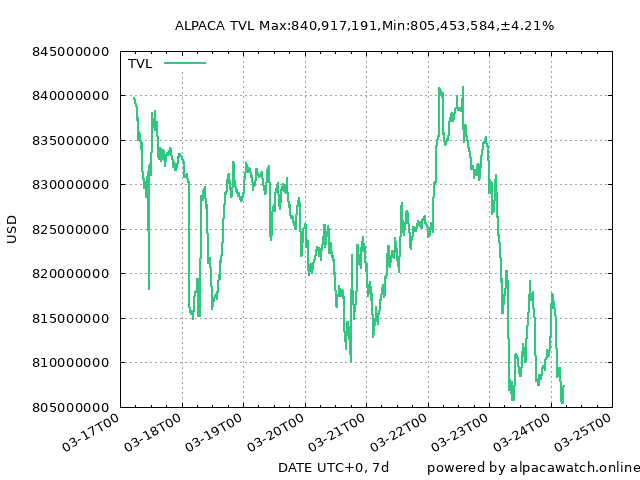 ALPACA TVL Max:840,917,191,Min:805,453,584,±4.21%
845000000
TVL
840000000
835000000
830000000
825000000
USD
820000000
815000000
810000000
805000000
03-17T00
03-18T00
03-19T00
03-20T00
03-21T00
03-22T00
03-23T00
03-24T00
03-25T00
DATE UTC+0, 7d
powered by alpacawatch.online